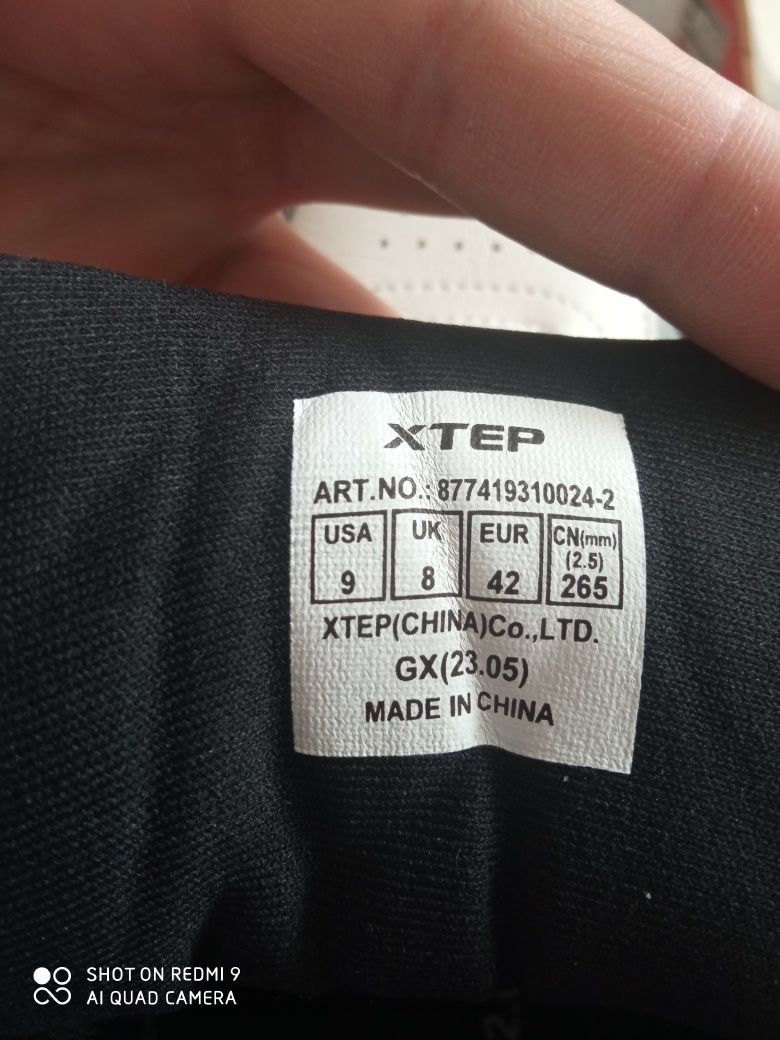 XTEP
ART.NO.: 877419310024-2
USA UK EUR CN(mm)
(2.5)
9 8 42 265
XTEP(CHINA)Co.,LTD.
GX(23.05)
MADE IN CHINA
SHOT ON REDMI 9
AI QUAD CAMERA